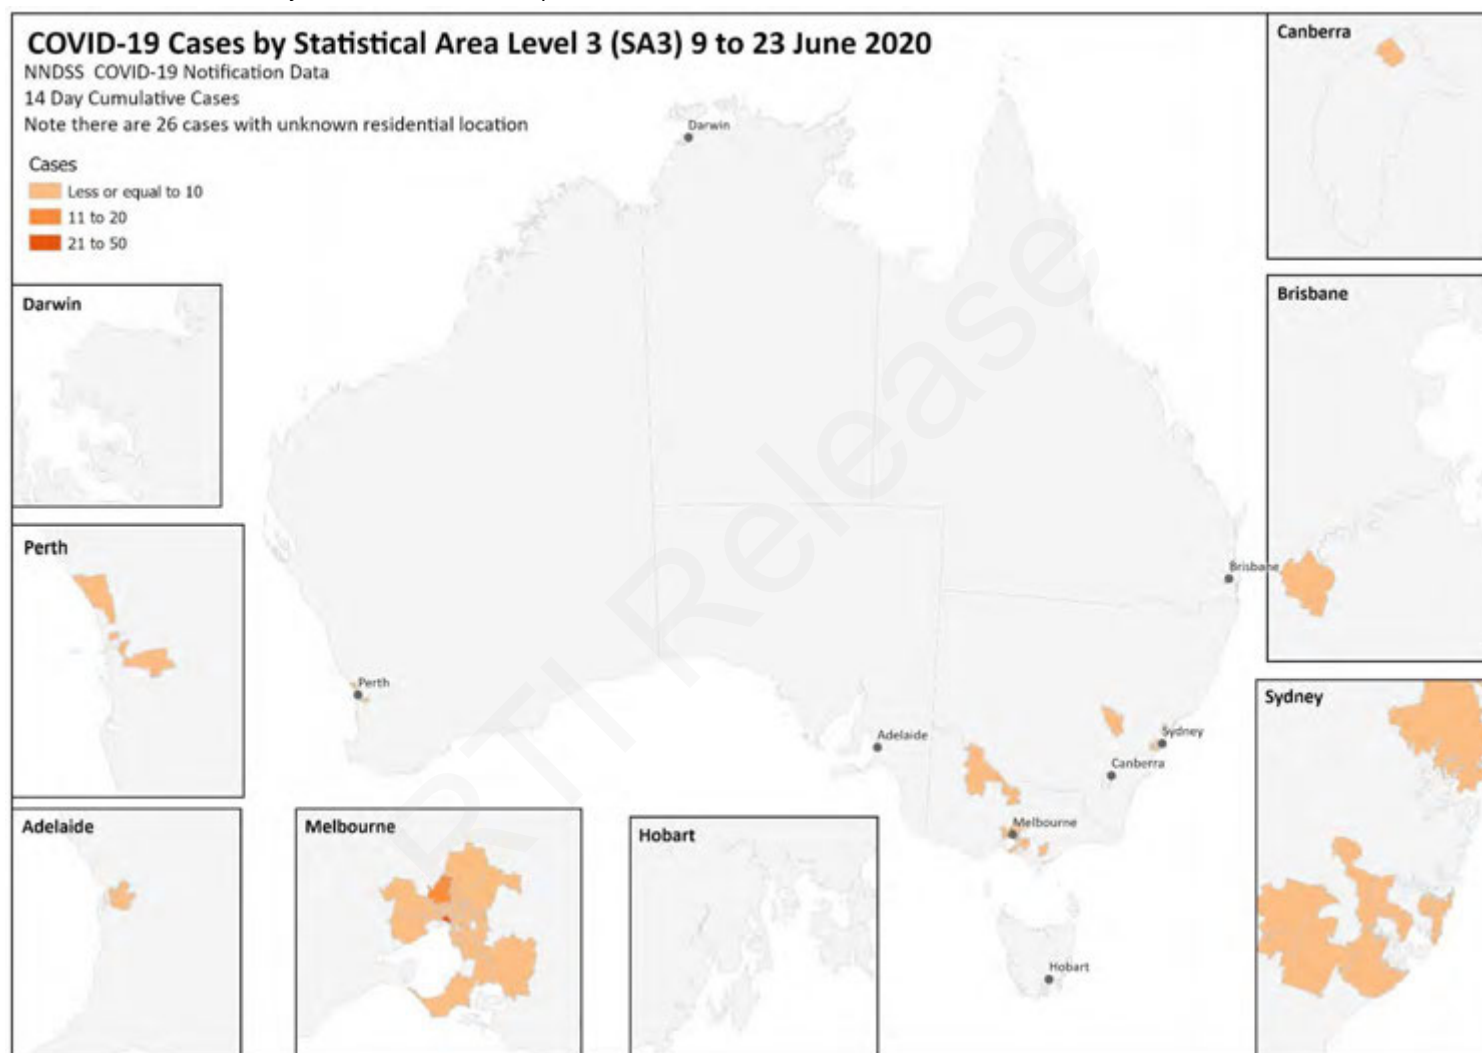 COVID-19 Cases by Statistical Area Level 3 (SA3) 9 to 23 June 2020
NNDSS COVID-19 Notification Data
14 Day Cumulative Cases
Note there are 26 cases with unknown residential location
Cases
Less or equal to 10
11 to 20
21 to 50
Canberra
Darwin
Darwin
Brisbane
Perth
Brisbane
Perth
Adelaide
Sydney
Canberra
Sydney
Melbourne
Adelaide
Melbourne
Hobart
Hobart
RTI Release